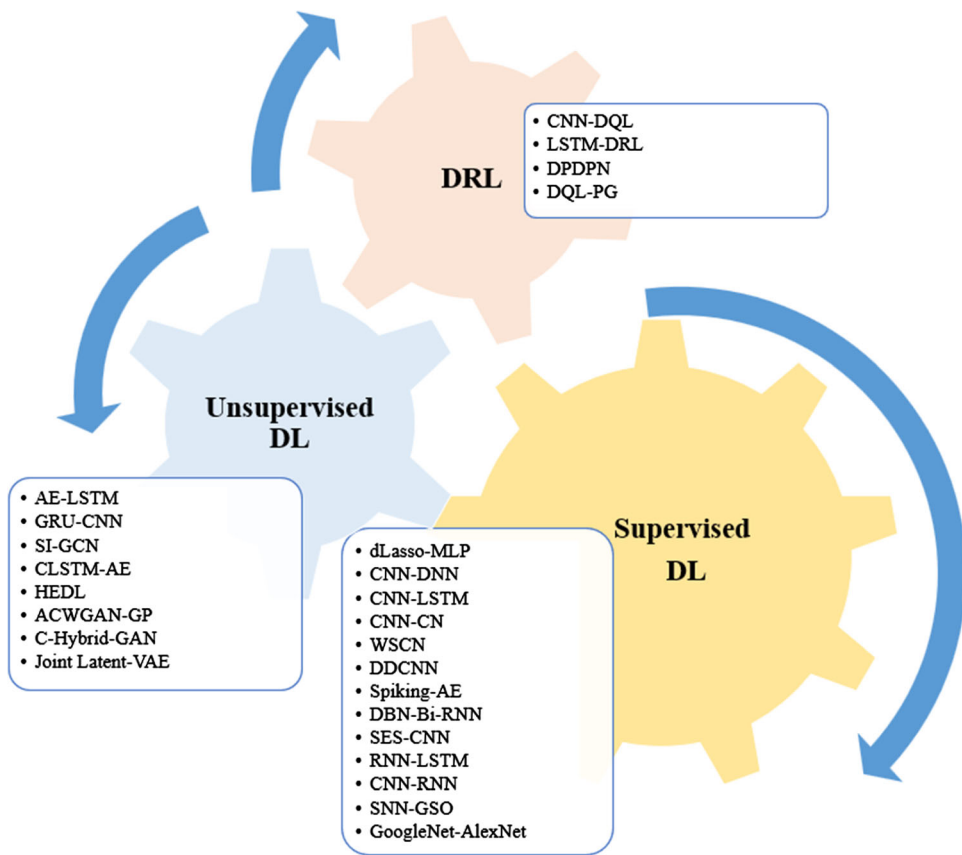 DRL
• CNN-DQL
• LSTM-DRL
• DPDPN
• DQL-PG
Unsupervised
DL
• AE-LSTM
• GRU-CNN
• SI-GCN
• CLSTM-AE
• HEDL
• ACWGAN-GP
• C-Hybrid-GAN
• Joint Latent-VAE
Supervised
DL
• dLasso-MLP
• CNN-DNN
• CNN-LSTM
• CNN-CN
• WSCN
• DDCNN
• Spiking-AE
• DBN-Bi-RNN
• SES-CNN
• RNN-LSTM
• CNN-RNN
• SNN-GSO
• GoogleNet-AlexNet